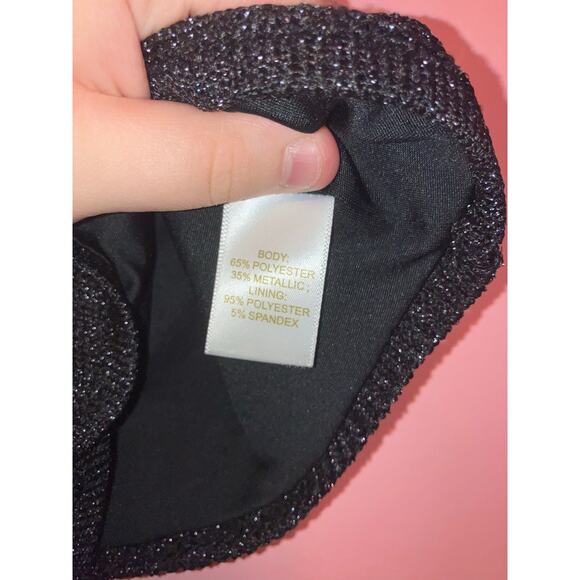 BODY:
65% POLYESTER
35% METALLIC ;
LINING:
95% POLYESTER
5% SPANDEX